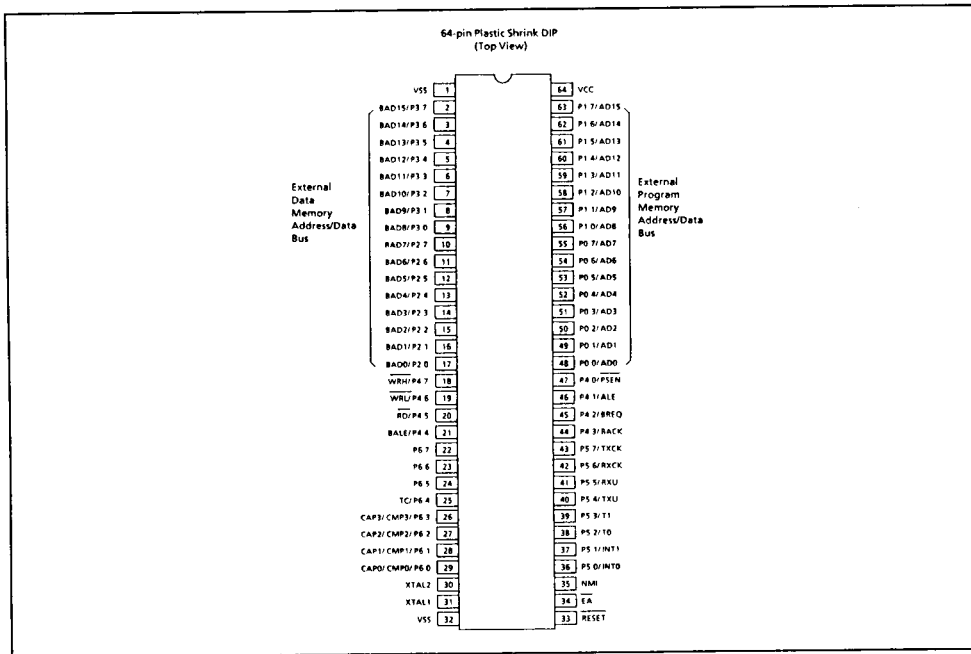 64-pin Plastic Shrink DIP
(Top View)
VSS 1
BAD15/P3 7 2
BAD14/P3 6 3
BAD13/P3 5 4
BAD12/P3 4 5
BAD11/P3 3 6
BAD10/P3 2 7
BAD9/P3 1 8
BAD8/P3 0 9
BAD7/P2 7 10
BAD6/P2 6 11
BAD5/P2 5 12
BAD4/P2 4 13
BAD3/P2 3 14
BAD2/P2 2 15
BAD1/P2 1 16
BAD0/P2 0 17
WRH/P4 7 18
WRL/P4 6 19
RD/P4 5 20
BALE/P4 4 21
P6 7 22
P6 6 23
P6 5 24
TC/P6 4 25
CAP3/CMP3/P6 3 26
CAP2/CMP2/P6 2 27
CAP1/CMP1/P6 1 28
CAP0/CMP0/P6 0 29
XTAL2 30
XTAL1 31
VSS 32
External
Data
Memory
Address/Data
Bus
64 VCC
63 P1 7/AD15
62 P1 6/AD14
61 P1 5/AD13
60 P1 4/AD12
59 P1 3/AD11
58 P1 2/AD10
57 P1 1/AD9
56 P1 0/AD8
55 P0 7/AD7
54 P0 6/AD6
53 P0 5/AD5
52 P0 4/AD4
51 P0 3/AD3
50 P0 2/AD2
49 P0 1/AD1
48 P0 0/AD0
47 P4 0/PSEN
46 P4 1/ALE
45 P4 2/BREQ
44 P4 3/BACK
43 P5 7/TXCK
42 P5 6/RXCK
41 P5 5/RXU
40 P5 4/TXU
39 P5 3/T1
38 P5 2/T0
37 P5 1/INT1
36 P5 0/INT0
35 NMI
34 EA
33 RESET
External
Program
Memory
Address/Data
Bus